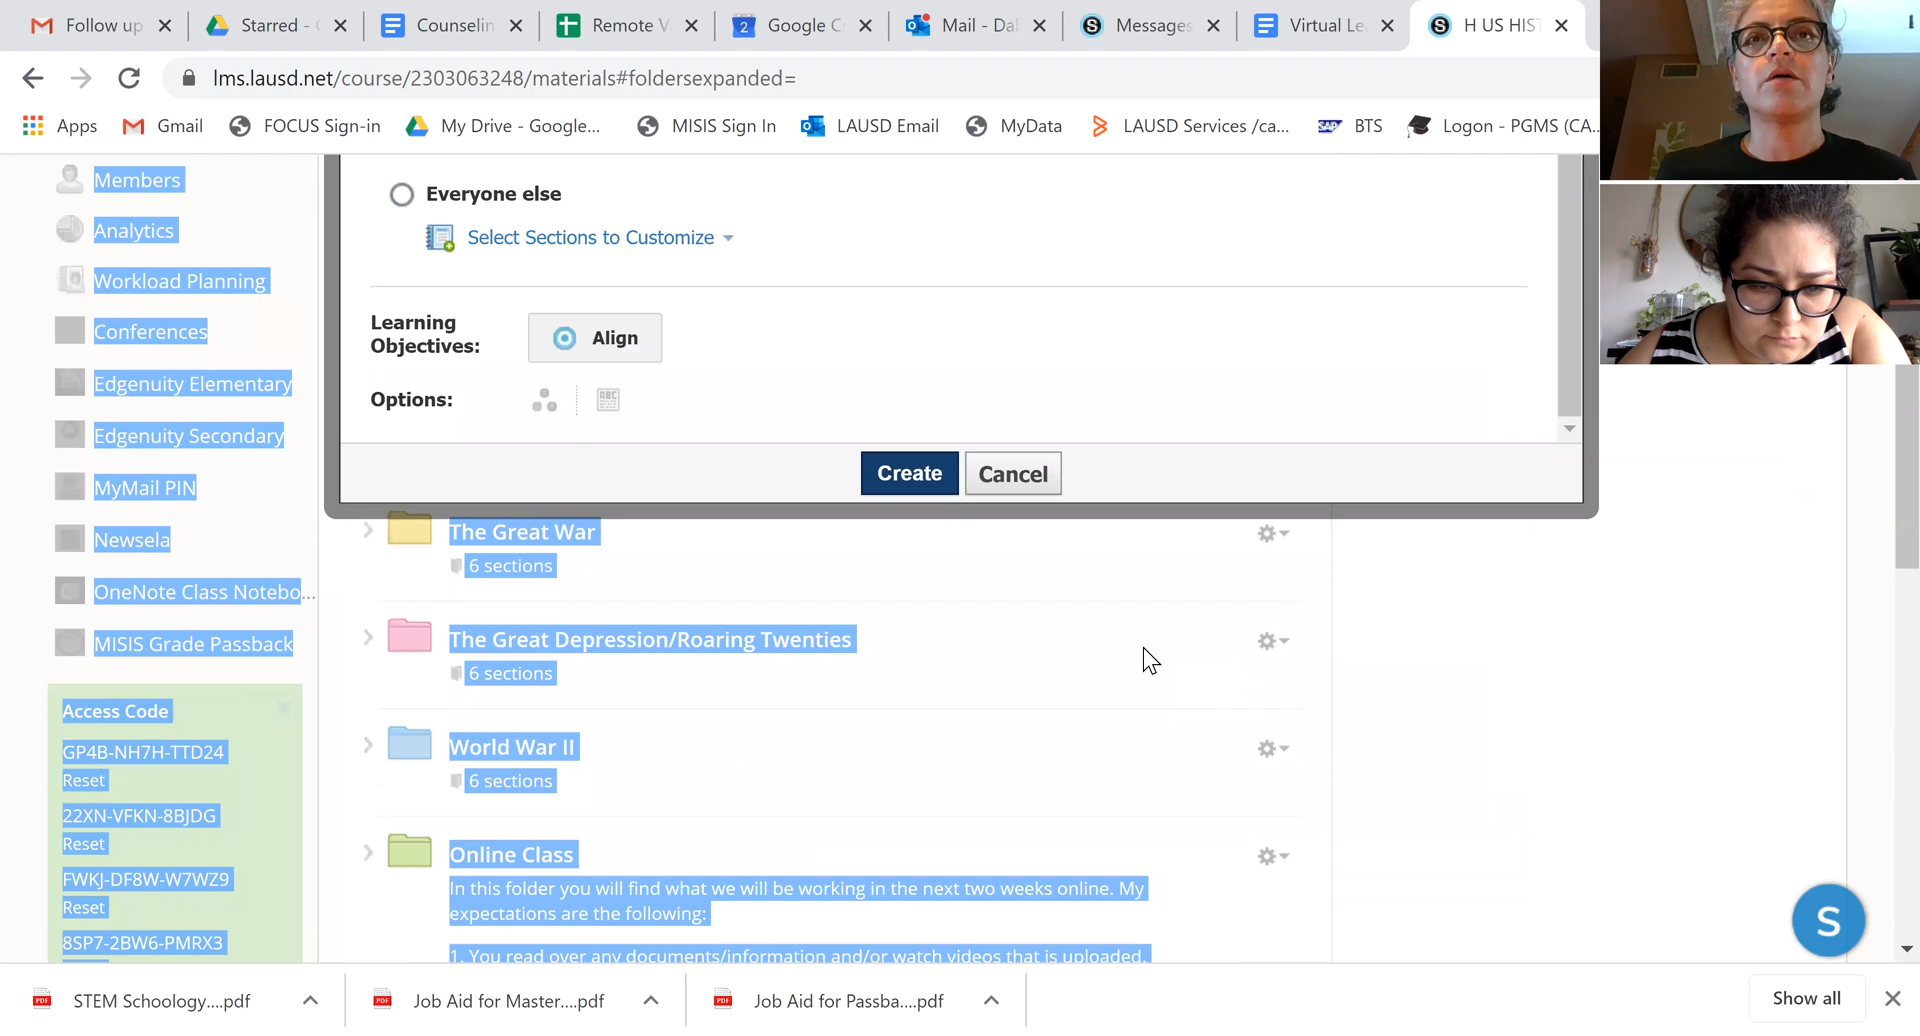 Follow up
Starred -
Counselin
Remote V
2
Google C
Mail - Dal
Messages
Virtual Le
H US HIS
lms.lausd.net/course/2303063248/materials#foldersexpanded=
Apps
Gmail
FOCUS Sign-in
My Drive - Google...
MISIS Sign In
LAUSD Email
MyData
LAUSD Services /ca...
SAP
BTS
Logon - PGMS (CA...
Members
Analytics
Workload Planning
Conferences
Edgenuity Elementary
Edgenuity Secondary
MyMail PIN
Newsela
OneNote Class Notebo...
MISIS Grade Passback
Access Code
GP4B-NH7H-TTD24
Reset
22XN-VFKN-8BJDG
Reset
FWKJ-DF8W-W7WZ9
Reset
8SP7-2BW6-PMRX3
Everyone else
Select Sections to Customize
Learning
Objectives:
Align
Options:
ABC
Create
Cancel
The Great War
6 sections
The Great Depression/Roaring Twenties
6 sections
World War II
6 sections
Online Class
In this folder you will find what we will be working in the next two weeks online. My
expectations are the following:
1. You read over any documents/information and/or watch videos that is uploaded.
S
PDF
STEM Schoology....pdf
PDF
Job Aid for Master....pdf
PDF
Job Aid for Passba....pdf
Show all